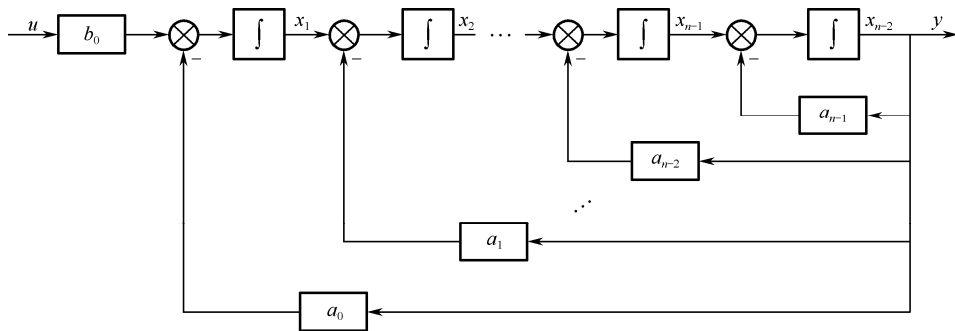 u b₀ − ∫ x₁ − ∫ x₂ ⋯ − ∫ xₙ₋₁ − ∫ xₙ₋₂ y
aₙ₋₁
aₙ₋₂
⋯
a₁
a₀